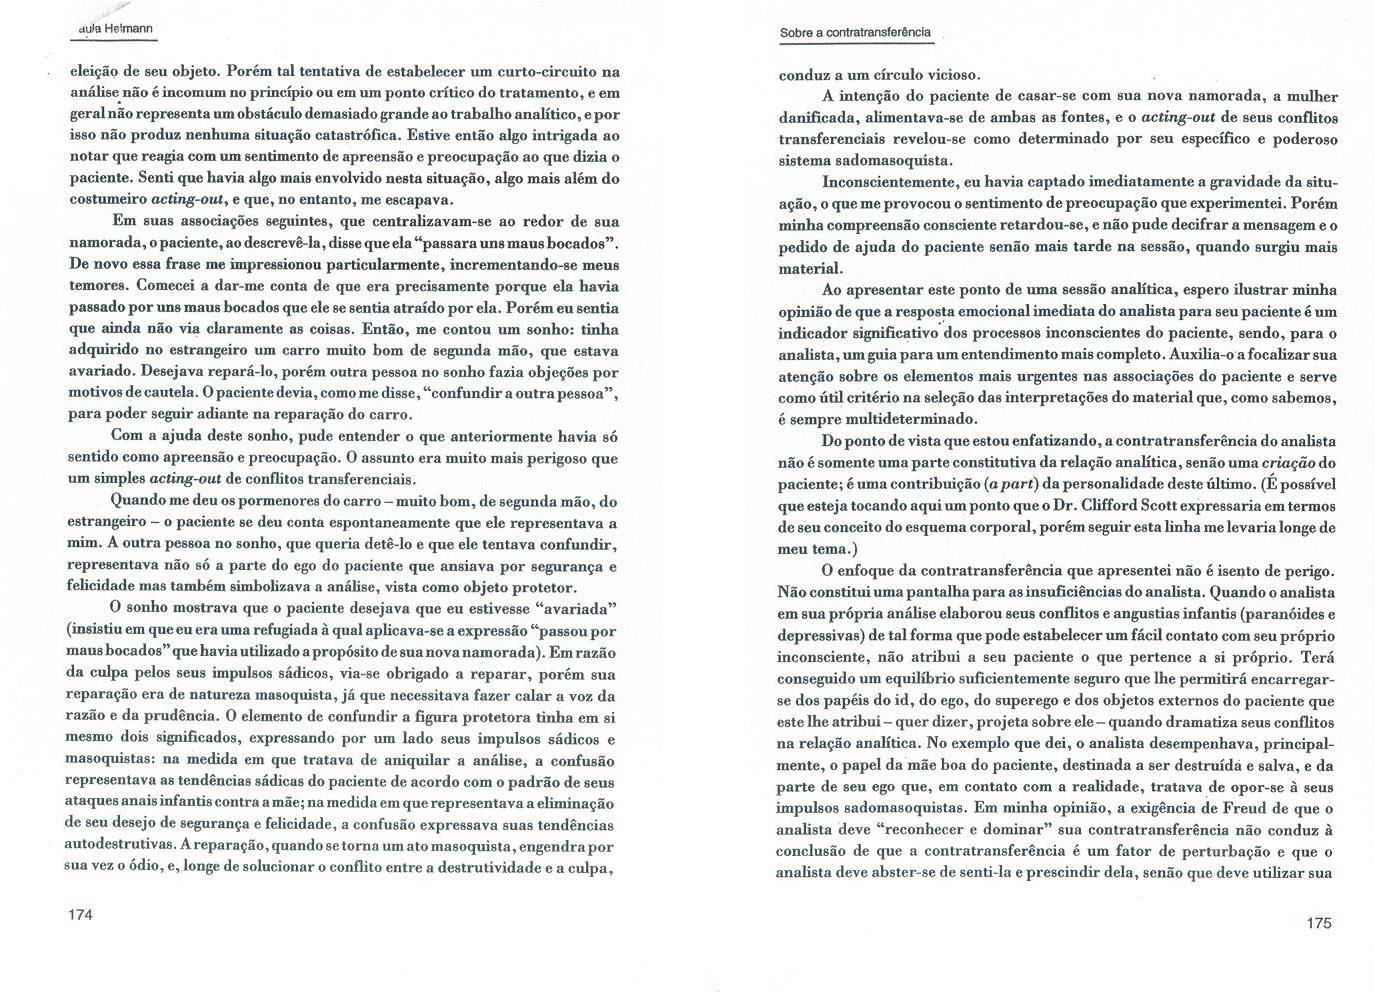 aula Heimann
eleição de seu objeto. Porém tal tentativa de estabelecer um curto-circuito na
análise não é incomum no princípio ou em um ponto crítico do tratamento, e em
geral não representa um obstáculo demasiado grande ao trabalho analítico, e por
isso não produz nenhuma situação catastrófica. Estive então algo intrigada ao
notar que reagia com um sentimento de apreensão e preocupação ao que dizia o
paciente. Senti que havia algo mais envolvido nesta situação, algo mais além do
costumeiro acting-out, e que, no entanto, me escapava.
Em suas associações seguintes, que centralizavam-se ao redor de sua
namorada, o paciente, ao descrevê-la, disse que ela “passara uns maus bocados”.
De novo essa frase me impressionou particularmente, incrementando-se meus
temores. Comecei a dar-me conta de que era precisamente porque ela havia
passado por uns maus bocados que ele se sentia atraído por ela. Porém eu sentia
que ainda não via claramente as coisas. Então, me contou um sonho: tinha
adquirido no estrangeiro um carro muito bom de segunda mão, que estava
avariado. Desejava repará-lo, porém outra pessoa no sonho fazia objeções por
motivos de cautela. O paciente devia, como me disse, “confundir a outra pessoa”,
para poder seguir adiante na reparação do carro.
Com a ajuda deste sonho, pude entender o que anteriormente havia só
sentido como apreensão e preocupação. O assunto era muito mais perigoso que
um simples acting-out de conflitos transferenciais.
Quando me deu os pormenores do carro – muito bom, de segunda mão, do
estrangeiro – o paciente se deu conta espontaneamente que ele representava a
mim. A outra pessoa no sonho, que queria detê-lo e que ele tentava confundir,
representava não só a parte do ego do paciente que ansiava por segurança e
felicidade mas também simbolizava a análise, vista como objeto protetor.
O sonho mostrava que o paciente desejava que eu estivesse “avariada”
(insistiu em que eu era uma refugiada à qual aplicava-se a expressão “passou por
maus bocados” que havia utilizado a propósito de sua nova namorada). Em razão
da culpa pelos seus impulsos sádicos, via-se obrigado a reparar, porém sua
reparação era de natureza masoquista, já que necessitava fazer calar a voz da
razão e da prudência. O elemento de confundir a figura protetora tinha em si
mesmo dois significados, expressando por um lado seus impulsos sádicos e
masoquistas: na medida em que tratava de aniquilar a análise, a confusão
representava as tendências sádicas do paciente de acordo com o padrão de seus
ataques anais infantis contra a mãe; na medida em que representava a eliminação
de seu desejo de segurança e felicidade, a confusão expressava suas tendências
autodestrutivas. A reparação, quando se torna um ato masoquista, engendra por
sua vez o ódio, e, longe de solucionar o conflito entre a destrutividade e a culpa,
174
Sobre a contratransferência
conduz a um círculo vicioso.
A intenção do paciente de casar-se com sua nova namorada, a mulher
danificada, alimentava-se de ambas as fontes, e o acting-out de seus conflitos
transferenciais revelou-se como determinado por seu específico e poderoso
sistema sadomasoquista.
Inconscientemente, eu havia captado imediatamente a gravidade da situ-
ação, o que me provocou o sentimento de preocupação que experimentei. Porém
minha compreensão consciente retardou-se, e não pude decifrar a mensagem e o
pedido de ajuda do paciente senão mais tarde na sessão, quando surgiu mais
material.
Ao apresentar este ponto de uma sessão analítica, espero ilustrar minha
opinião de que a resposta emocional imediata do analista para seu paciente é um
indicador significativo dos processos inconscientes do paciente, sendo, para o
analista, um guia para um entendimento mais completo. Auxilia-o a focalizar sua
atenção sobre os elementos mais urgentes nas associações do paciente e serve
como útil critério na seleção das interpretações do material que, como sabemos,
é sempre multideterminado.
Do ponto de vista que estou enfatizando, a contratransferência do analista
não é somente uma parte constitutiva da relação analítica, senão uma criação do
paciente; é uma contribuição (a part) da personalidade deste último. (É possível
que esteja tocando aqui um ponto que o Dr. Clifford Scott expressaria em termos
de seu conceito do esquema corporal, porém seguir esta linha me levaria longe de
meu tema.)
O enfoque da contratransferência que apresentei não é isento de perigo.
Não constitui uma pantalha para as insuficiências do analista. Quando o analista
em sua própria análise elaborou seus conflitos e angustias infantis (paranóides e
depressivas) de tal forma que pode estabelecer um fácil contato com seu próprio
inconsciente, não atribui a seu paciente o que pertence a si próprio. Terá
conseguido um equilíbrio suficientemente seguro que lhe permitirá encarregar-
se dos papéis do id, do ego, do superego e dos objetos externos do paciente que
este lhe atribui – quer dizer, projeta sobre ele – quando dramatiza seus conflitos
na relação analítica. No exemplo que dei, o analista desempenhava, principal-
mente, o papel da mãe boa do paciente, destinada a ser destruída e salva, e da
parte de seu ego que, em contato com a realidade, tratava de opor-se à seus
impulsos sadomasoquistas. Em minha opinião, a exigência de Freud de que o
analista deve “reconhecer e dominar” sua contratransferência não conduz à
conclusão de que a contratransferência é um fator de perturbação e que o
analista deve abster-se de senti-la e prescindir dela, senão que deve utilizar sua
175